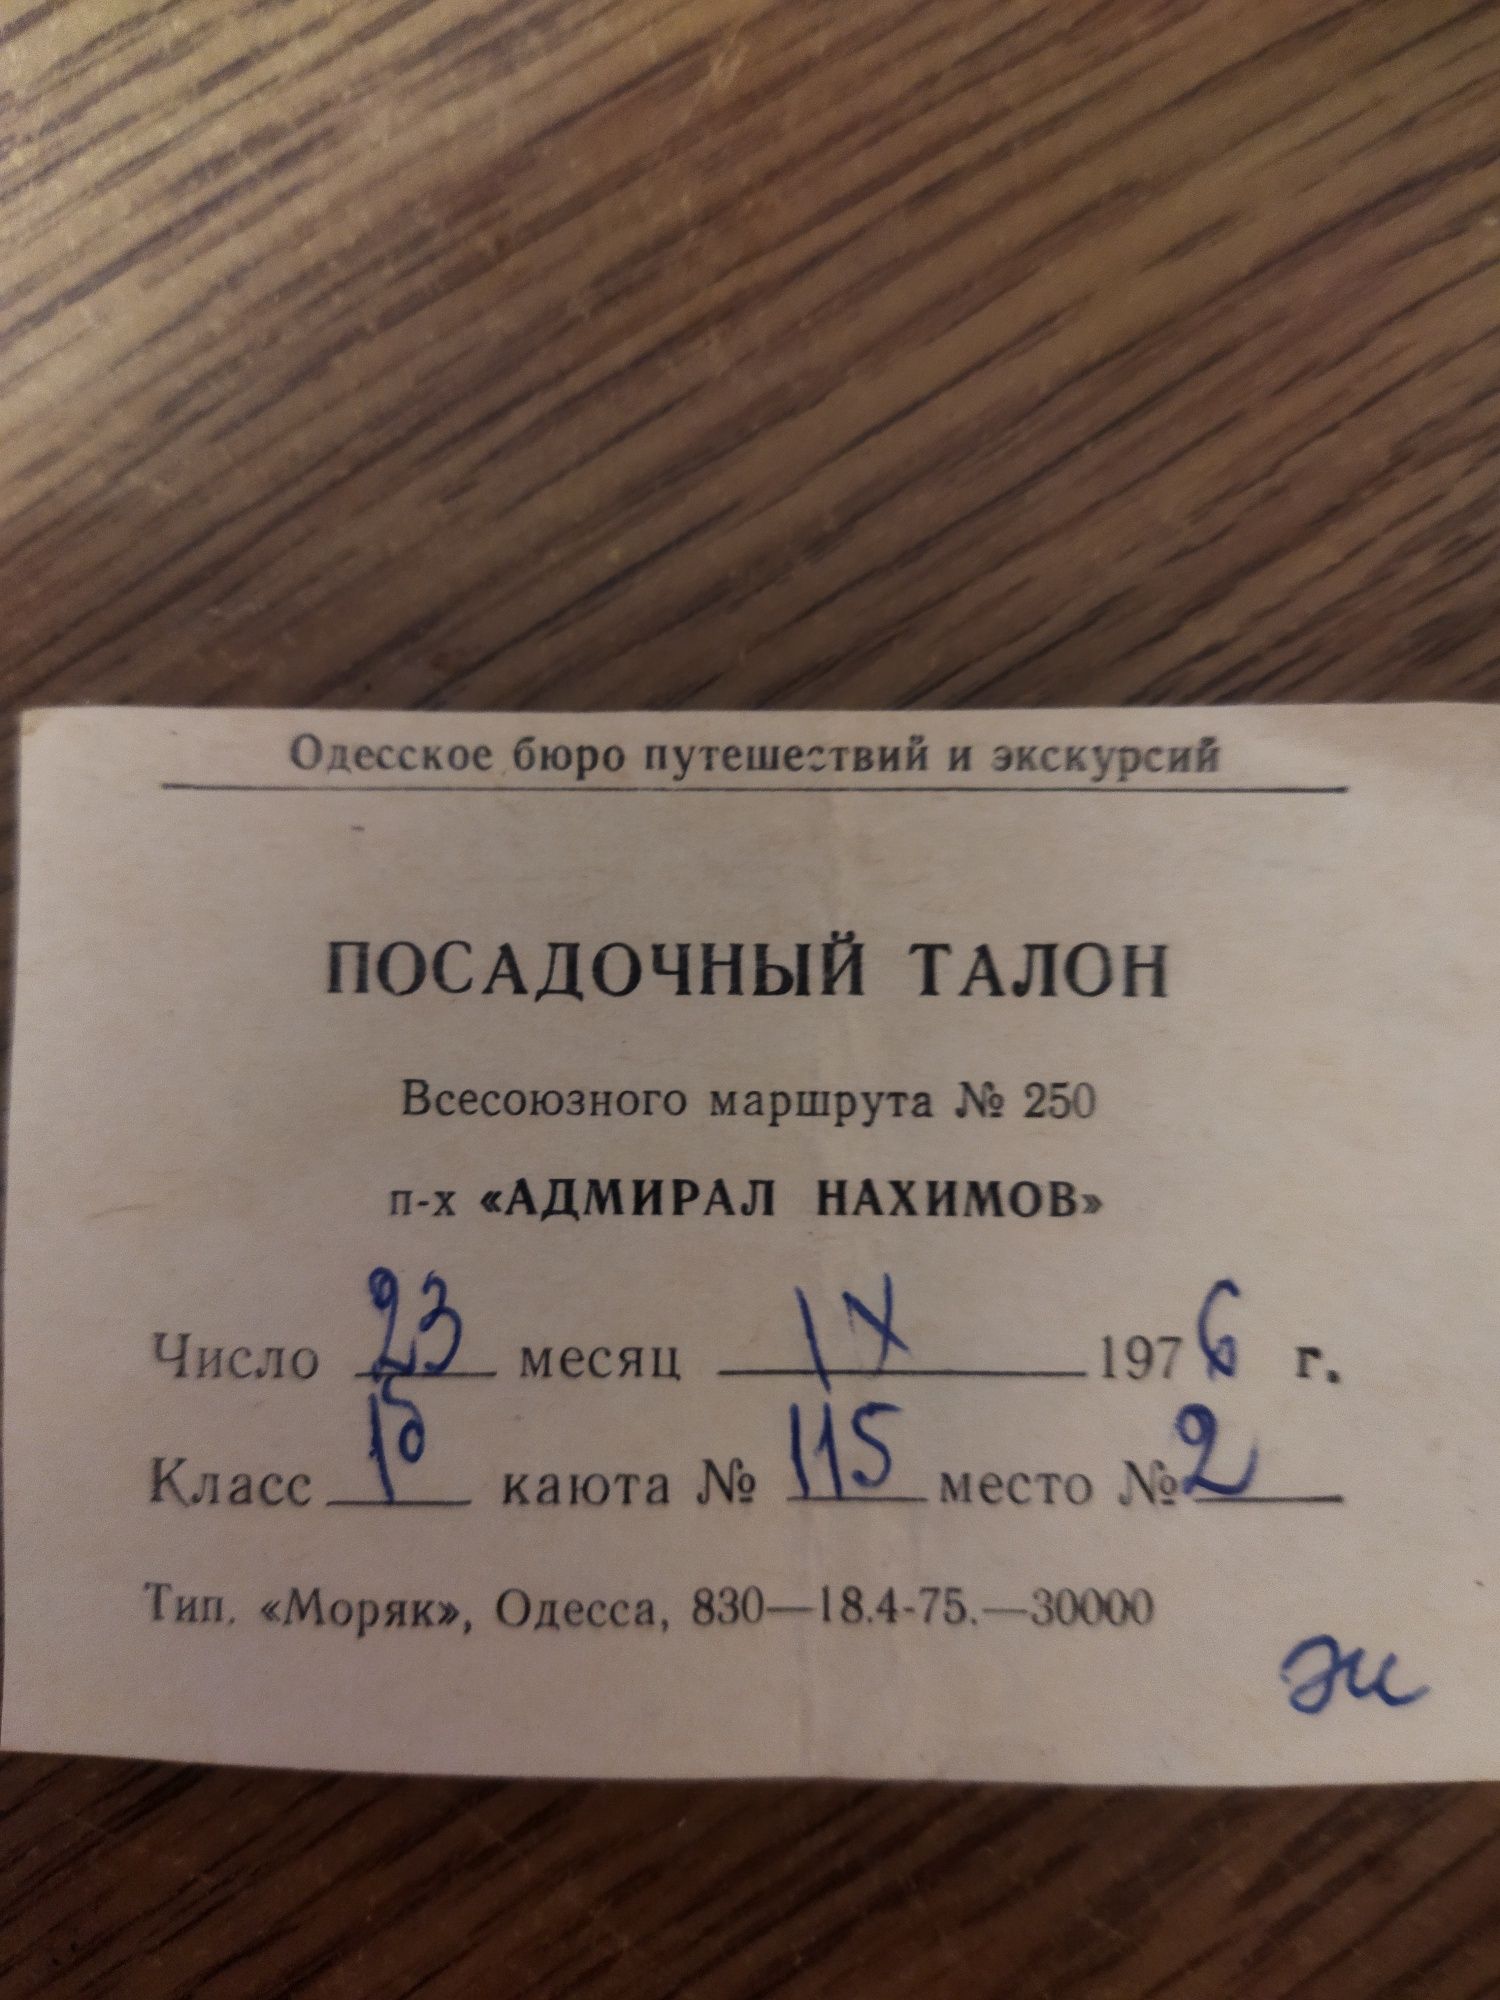 Одесское бюро путешествий и экскурсий
ПОСАДОЧНЫЙ ТАЛОН
Всесоюзного маршрута № 250
п-х «АДМИРАЛ НАХИМОВ»
Число 23 месяц IX 1976 г.
Класс 1б каюта № 115 место № 2
Тип. «Моряк», Одесса, 830—18.4-75.—30000